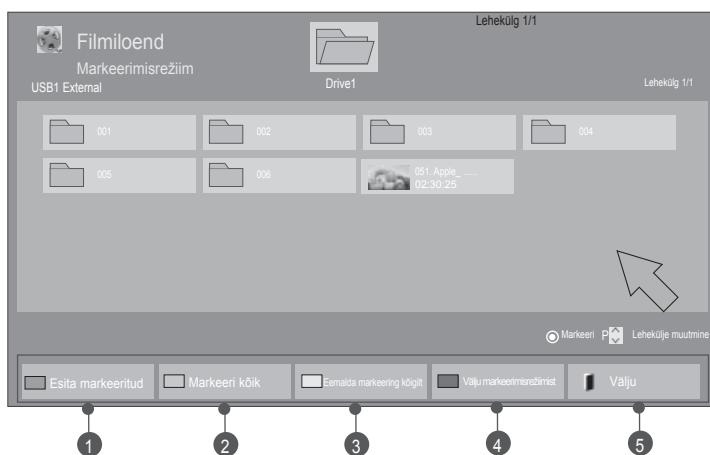 Lehekülg 1/1
Filmiloend
Markeerimisrežiim
USB1 External
Drive1
Lehekülg 1/1
001
002
003
004
005
006
051. Apple_ ......
02:30:25
Markeeri P Lehekülje muutmine
Esita markeeritud
Markeeri kõik
Eemalda markeering kõigilt
Välju markeerimisrežiimist
Välju
1 2 3 4 5